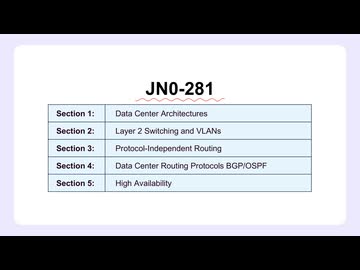 JN0-281
Section 1: Data Center Architectures
Section 2: Layer 2 Switching and VLANs
Section 3: Protocol-Independent Routing
Section 4: Data Center Routing Protocols BGP/OSPF
Section 5: High Availability